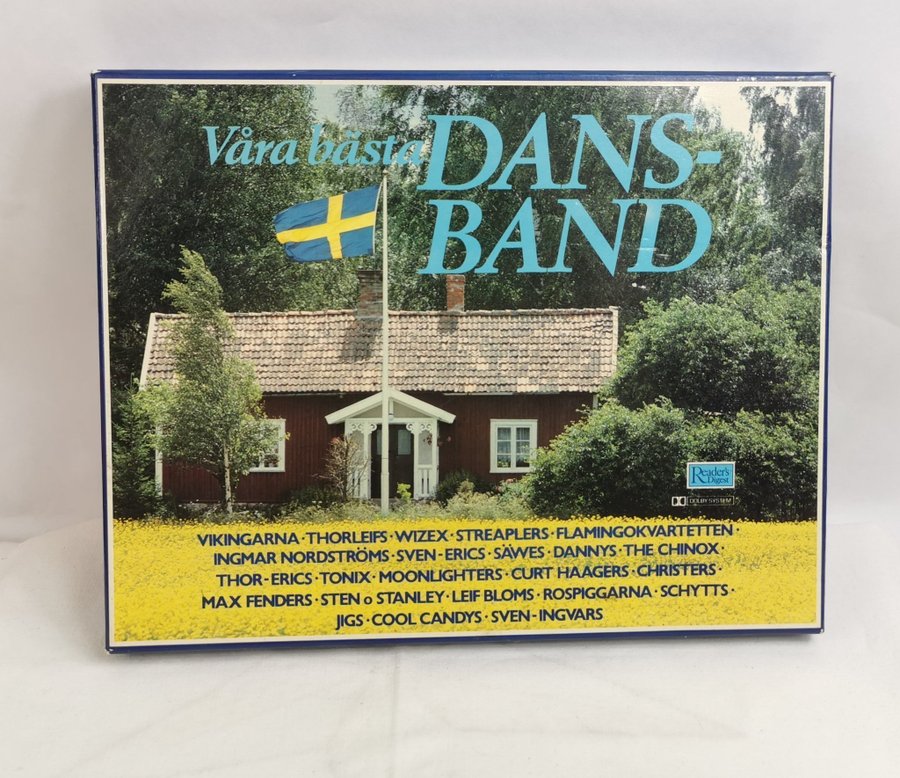 Våra bästa DANS-
BAND
Reader's
Digest
DOLBY SYSTEM
VIKINGARNA · THORLEIFS · WIZEX · STREAPLERS · FLAMINGOKVARTETTEN ·
INGMAR NORDSTRÖMS · SVEN-ERICS · SÄWES · DANNYS · THE CHINOX ·
THOR-ERICS · TONIX · MOONLIGHTERS · CURT HAAGERS · CHRISTERS ·
MAX FENDERS · STEN o STANLEY · LEIF BLOMS · ROSPIGGARNA · SCHYTTS ·
JIGS · COOL CANDYS · SVEN-INGVARS